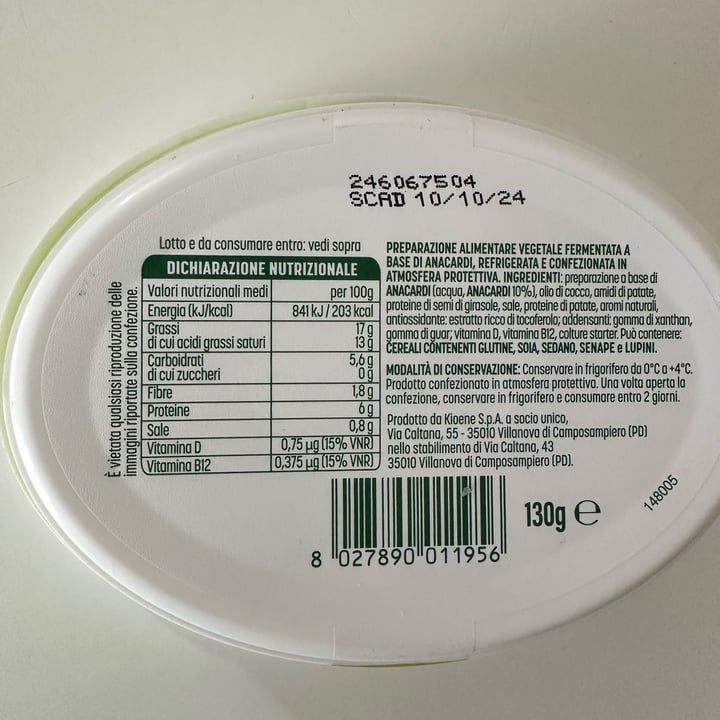 246067504
SCAD 10/10/24
Lotto e da consumare entro: vedi sopra
DICHIARAZIONE NUTRIZIONALE
Valori nutrizionali medi per 100g
Energia (kJ/kcal) 841 kJ / 203 kcal
Grassi 17 g
di cui acidi grassi saturi 13 g
Carboidrati 5,6 g
di cui zuccheri 0 g
Fibre 1,8 g
Proteine 6 g
Sale 0,8 g
Vitamina D 0,75 µg (15% VNR)
Vitamina B12 0,375 µg (15% VNR)
È vietata qualsiasi riproduzione delle
immagini riportate sulla confezione.
PREPARAZIONE ALIMENTARE VEGETALE FERMENTATA A
BASE DI ANACARDI, REFRIGERATA E CONFEZIONATA IN
ATMOSFERA PROTETTIVA. INGREDIENTI: preparazione a base di
ANACARDI (acqua, ANACARDI 10%), olio di cocco, amidi di patate,
proteine di semi di girasole, sale, proteine di patate, aromi naturali,
antiossidante: estratto ricco di tocoferolo; addensanti: gomma di xanthan,
gomma di guar; vitamina D, vitamina B12, colture starter. Può contenere:
CEREALI CONTENENTI GLUTINE, SOIA, SEDANO, SENAPE e LUPINI.
MODALITÀ DI CONSERVAZIONE: Conservare in frigorifero da 0°C a +4°C.
Prodotto confezionato in atmosfera protettiva. Una volta aperta la
confezione, conservare in frigorifero e consumare entro 2 giorni.
Prodotto da Kioene S.p.A. a socio unico,
Via Caltana, 55 - 35010 Villanova di Camposampiero (PD)
nello stabilimento di Via Caltana, 43
35010 Villanova di Camposampiero (PD).
8 027890 011956
130g e
148005